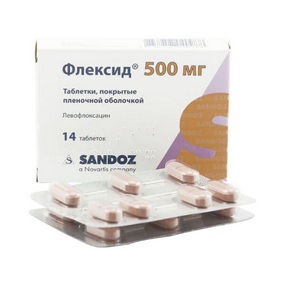 Флексид® 500 мг
Таблетки, покрытые
пленочной оболочкой
Левофлоксацин
14 таблеток
SANDOZ
a Novartis company